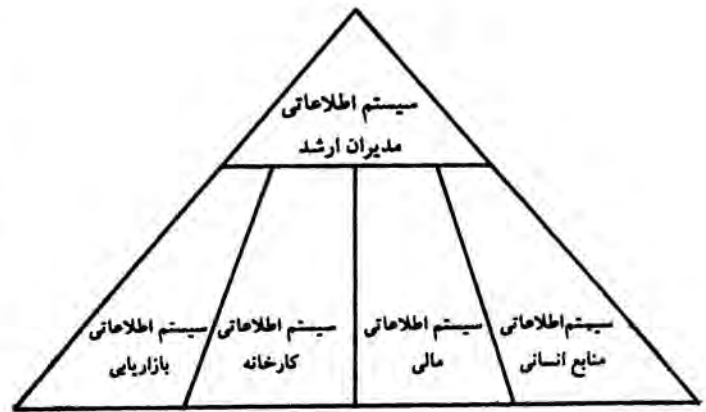 سیستم اطلاعاتی
مدیران ارشد
سیستم اطلاعاتی
منابع انسانی
سیستم اطلاعاتی
مالی
سیستم اطلاعاتی
کارخانه
سیستم اطلاعاتی
بازاریابی